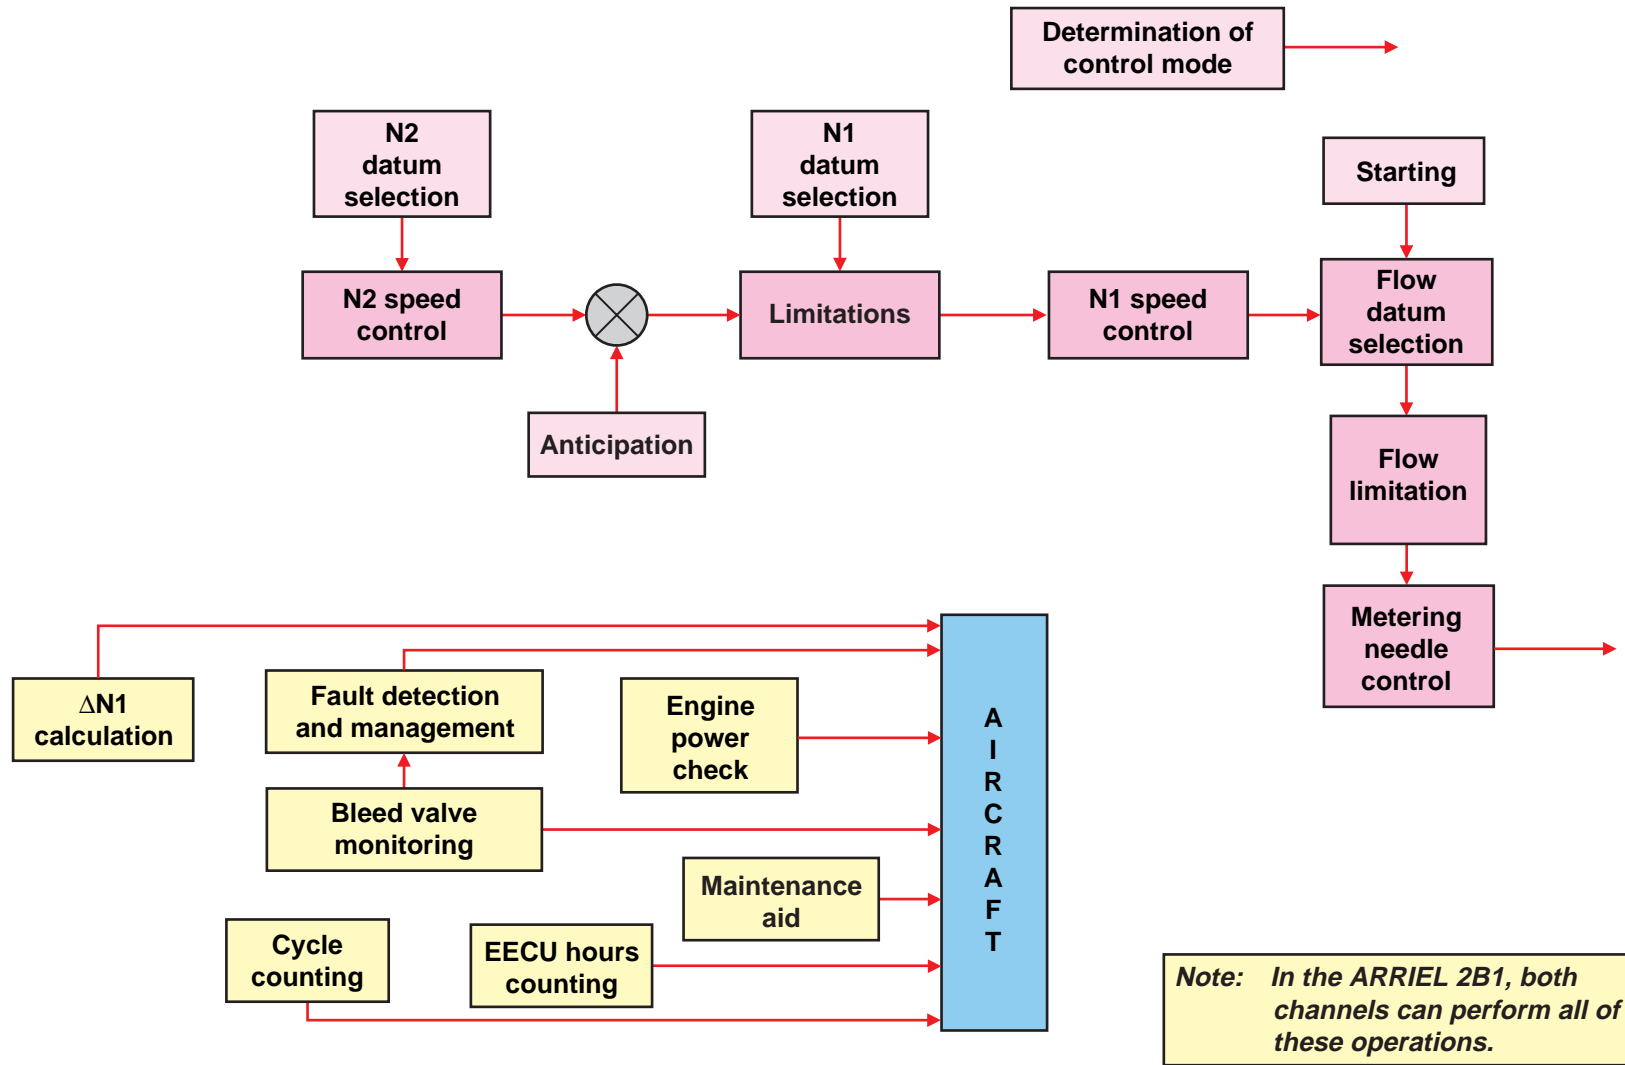 Determination of
control mode
N2
datum
selection
N1
datum
selection
Starting
N2 speed
control
Limitations
N1 speed
control
Flow
datum
selection
Anticipation
Flow
limitation
Metering
needle
control
ΔN1
calculation
Fault detection
and management
Engine
power
check
Bleed valve
monitoring
Maintenance
aid
Cycle
counting
EECU hours
counting
A
I
R
C
R
A
F
T
Note: In the ARRIEL 2B1, both
channels can perform all of
these operations.